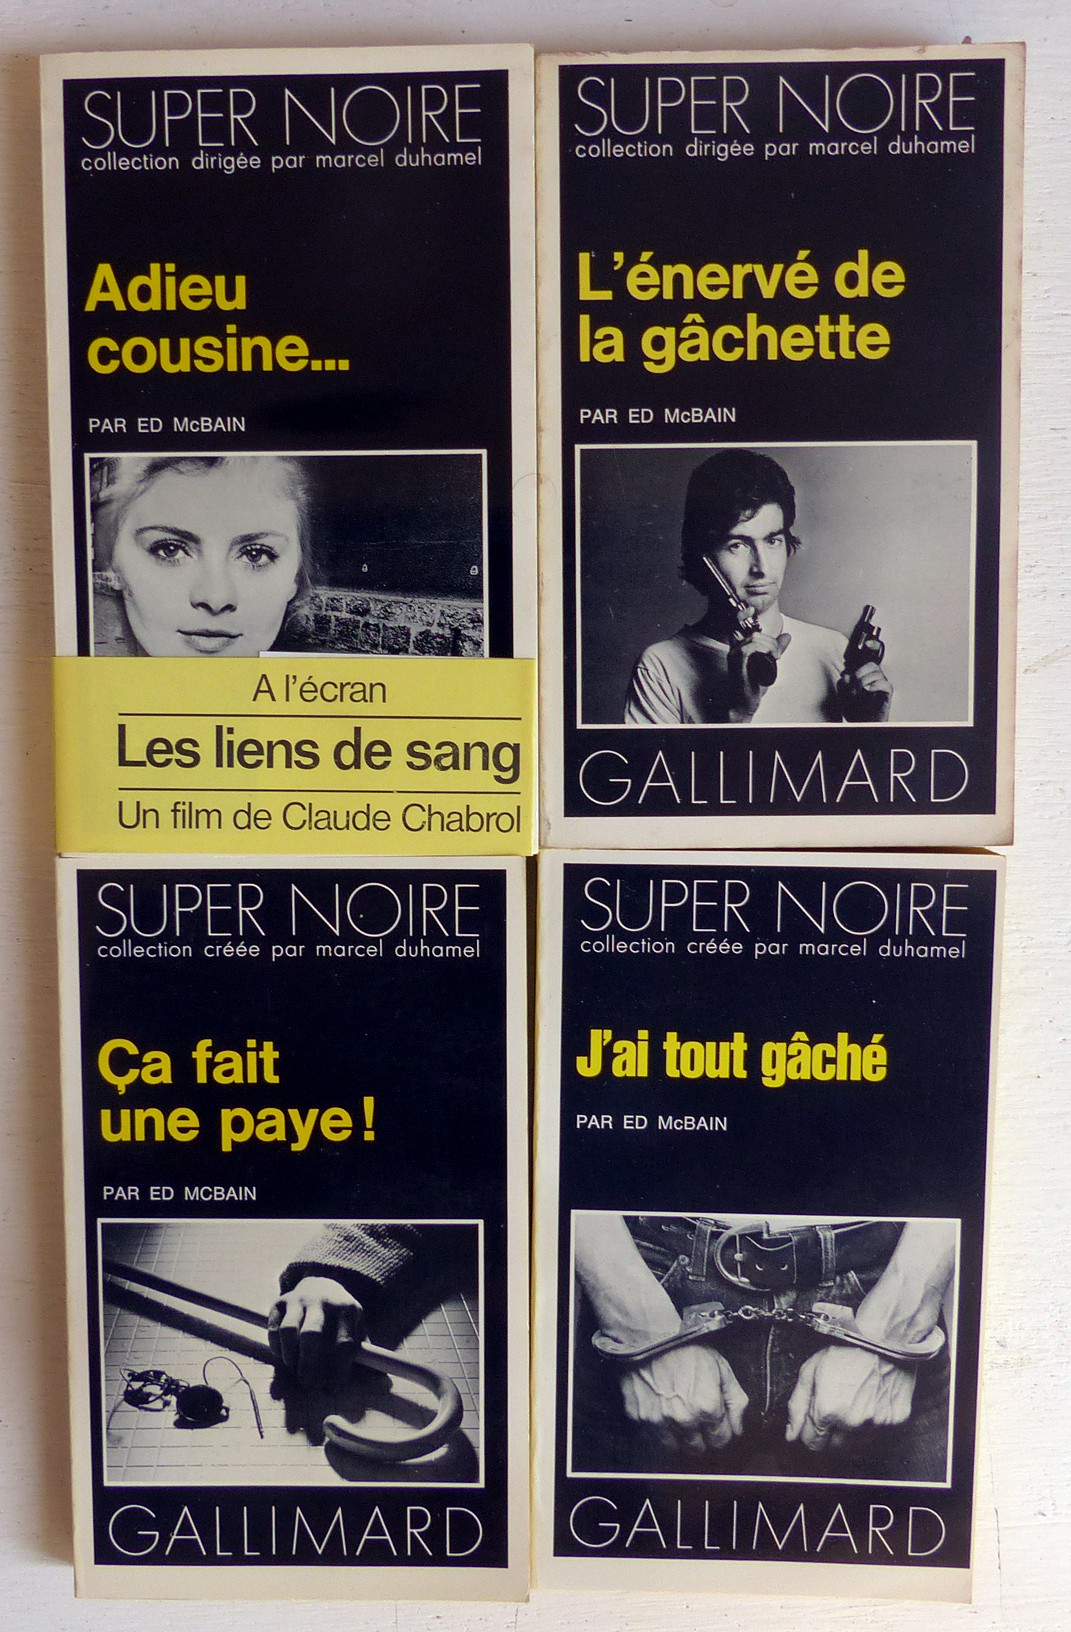 SUPER NOIRE
collection dirigée par marcel duhamel
Adieu
cousine...
PAR ED McBAIN
A l'écran
Les liens de sang
Un film de Claude Chabrol
SUPER NOIRE
collection dirigée par marcel duhamel
L'énervé de
la gâchette
PAR ED McBAIN
GALLIMARD
SUPER NOIRE
collection créée par marcel duhamel
Ça fait
une paye !
PAR ED MCBAIN
GALLIMARD
SUPER NOIRE
collection créée par marcel duhamel
J'ai tout gâché
PAR ED McBAIN
GALLIMARD